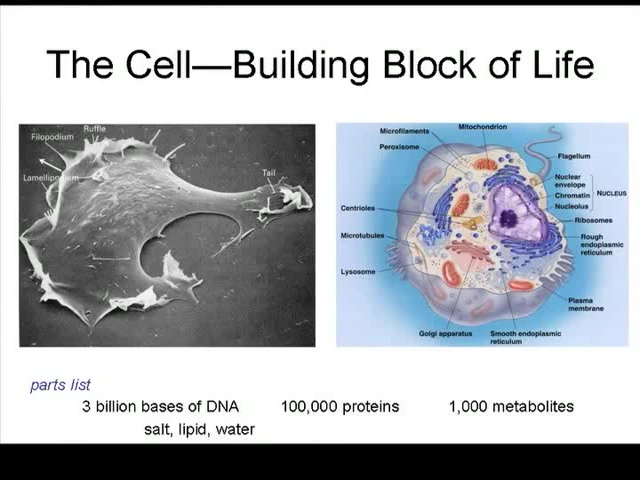 The Cell—Building Block of Life
Ruffle
Filopodium
Lamellipodium
Tail
Mitochondrion
Microfilaments
Peroxisome
Flagellum
Nuclear
envelope
Chromatin
NUCLEUS
Nucleolus
Centrioles
Ribosomes
Microtubules
Rough
endoplasmic
reticulum
Lysosome
Plasma
membrane
Golgi apparatus
Smooth endoplasmic
reticulum
parts list
3 billion bases of DNA 100,000 proteins 1,000 metabolites
salt, lipid, water